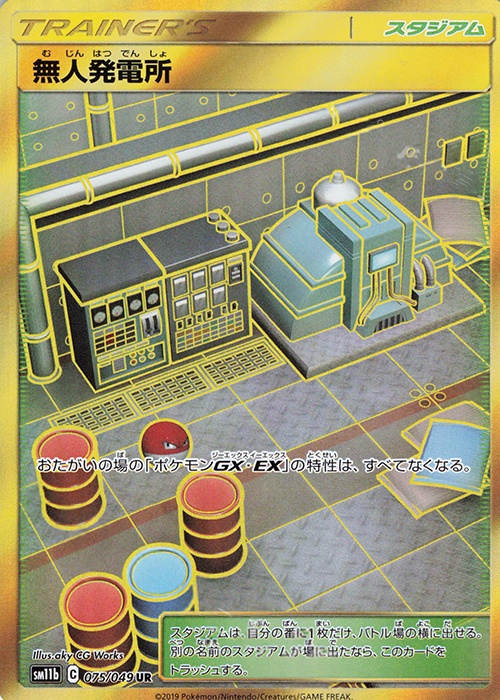 TRAINER'S
スタジアム
む じん はつ でん しょ
無人発電所
ば ジーエックス イーエックス とくせい
おたがいの場の「ポケモンGX・EX」の特性は、すべてなくなる。
Illus. aky CG Works
sm11b C 075/049 UR
じぶん ばん まい ば よこ だ
スタジアムは、自分の番に1枚だけ、バトル場の横に出せる。
べつ なまえ ば で
別の名前のスタジアムが場に出たなら、このカードを
トラッシュする。
©2019 Pokémon/Nintendo/Creatures/GAME FREAK.